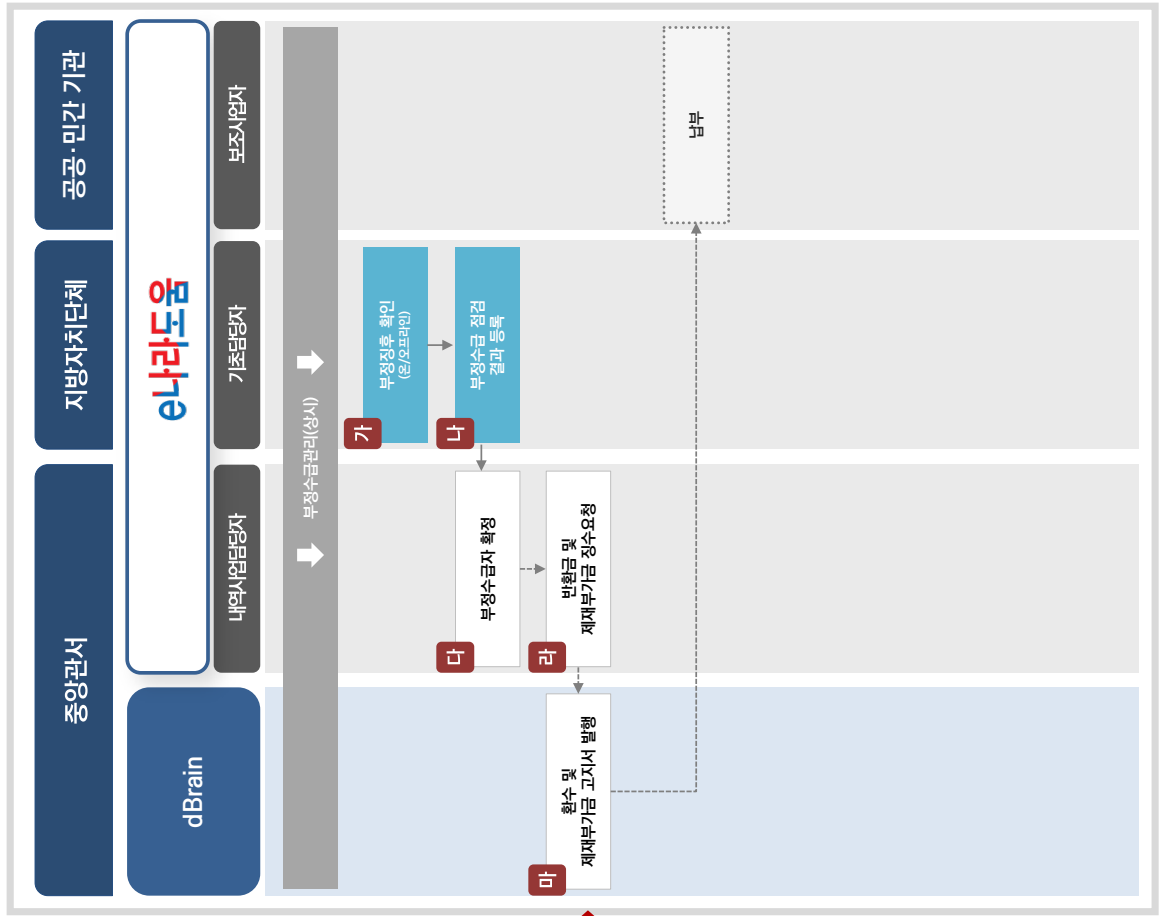 중앙관서
지방자치단체
공공·민간 기관
dBrain
e나라도움
내역사업담당자
기초담당자
보조사업자
부정수급관리(상시)
가
부정징후 확인
(온/오프라인)
나
부정수급 점검
결과 등록
다
부정수급자 확정
라
반환금 및
제재부가금 징수요청
마
환수 및
제재부가금 고지서 발행
납부